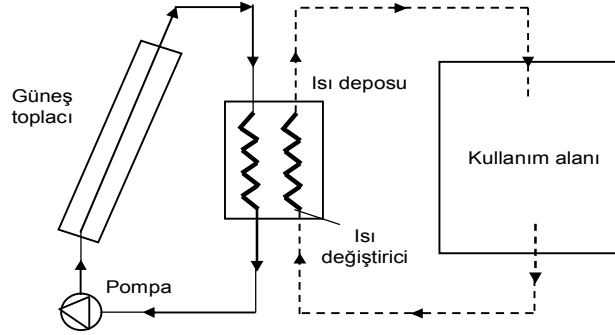 Güneş
toplacı
Isı deposu
Kullanım alanı
Isı
değiştirici
Pompa